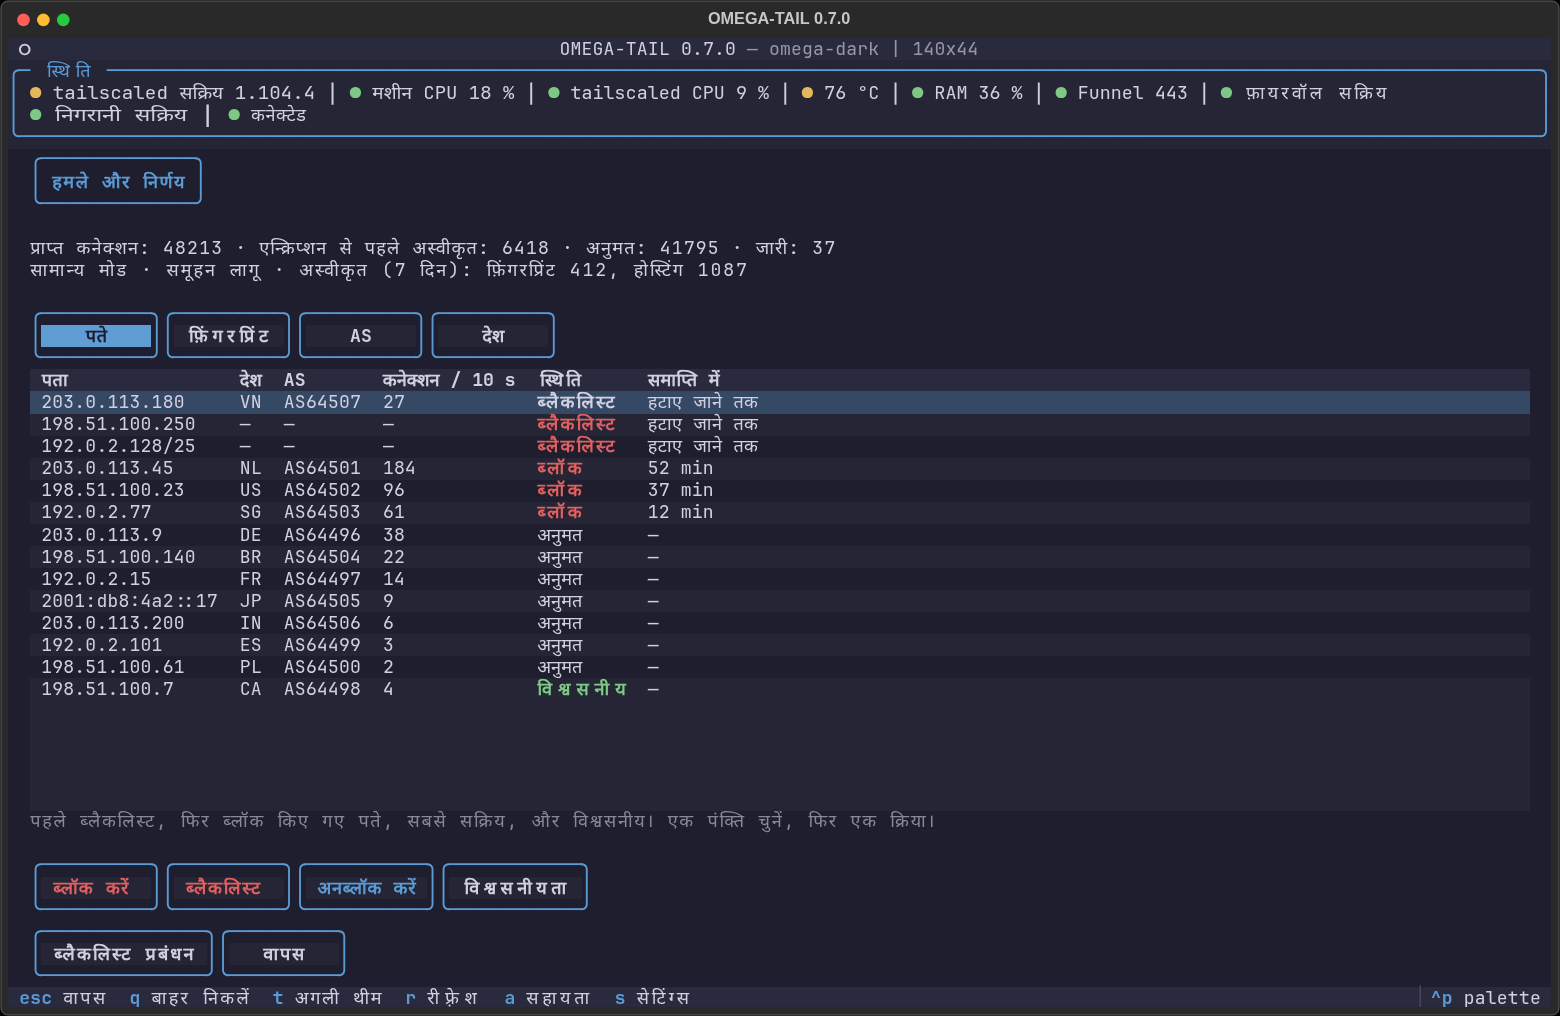 OMEGA-TAIL 0.7.0
OMEGA-TAIL 0.7.0 — omega-dark | 140x44
स्थिति
tailscaled सक्रिय 1.104.4 | मशीन CPU 18 % | tailscaled CPU 9 % | 76 °C | RAM 36 % | Funnel 443 | फ़ायरवॉल सक्रिय
निगरानी सक्रिय | कनेक्टेड
हमले और निर्णय
प्राप्त कनेक्शन: 48213 · एन्क्रिप्शन से पहले अस्वीकृत: 6418 · अनुमत: 41795 · जारी: 37
सामान्य मोड · समूहन लागू · अस्वीकृत (7 दिन): फ़िंगरप्रिंट 412, होस्टिंग 1087
पते फ़िंगरप्रिंट AS देश
पता देश AS कनेक्शन / 10 s स्थिति समाप्ति में
203.0.113.180 VN AS64507 27 ब्लैकलिस्ट हटाए जाने तक
198.51.100.250 — — — ब्लैकलिस्ट हटाए जाने तक
192.0.2.128/25 — — — ब्लैकलिस्ट हटाए जाने तक
203.0.113.45 NL AS64501 184 ब्लॉक 52 min
198.51.100.23 US AS64502 96 ब्लॉक 37 min
192.0.2.77 SG AS64503 61 ब्लॉक 12 min
203.0.113.9 DE AS64496 38 अनुमत —
198.51.100.140 BR AS64504 22 अनुमत —
192.0.2.15 FR AS64497 14 अनुमत —
2001:db8:4a2::17 JP AS64505 9 अनुमत —
203.0.113.200 IN AS64506 6 अनुमत —
192.0.2.101 ES AS64499 3 अनुमत —
198.51.100.61 PL AS64500 2 अनुमत —
198.51.100.7 CA AS64498 4 विश्वसनीय —
पहले ब्लैकलिस्ट, फिर ब्लॉक किए गए पते, सबसे सक्रिय, और विश्वसनीय। एक पंक्ति चुनें, फिर एक क्रिया।
ब्लॉक करें ब्लैकलिस्ट अनब्लॉक करें विश्वसनीयता
ब्लैकलिस्ट प्रबंधन वापस
esc वापस q बाहर निकलें t अगली थीम r रीफ़्रेश a सहायता s सेटिंग्स ^p palette